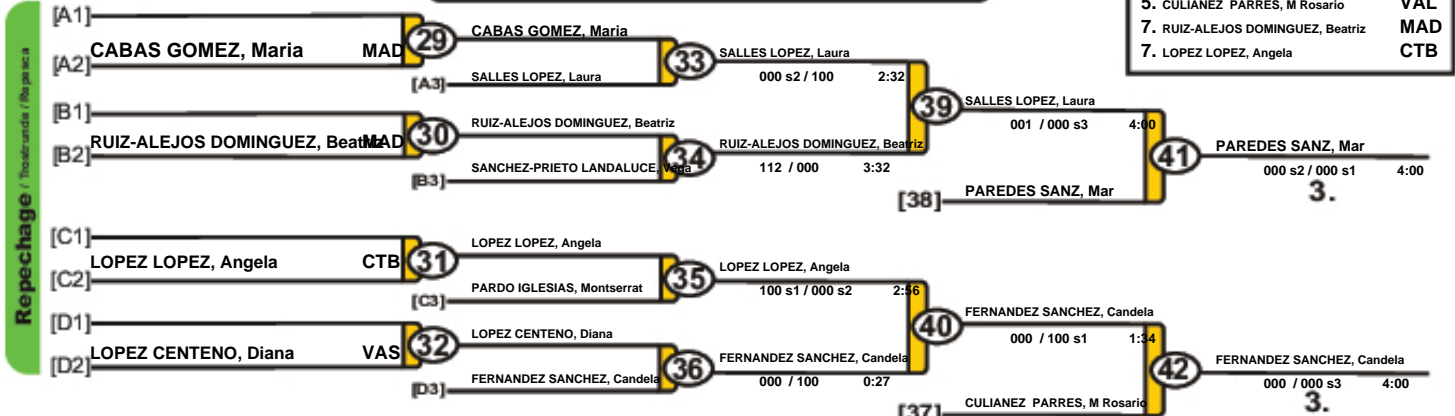 5. CULIANEZ PARRES, M Rosario VAL
7. RUIZ-ALEJOS DOMINGUEZ, Beatriz MAD
7. LOPEZ LOPEZ, Angela CTB
Repechage / Trostrunde / Repesca
[A1]
CABAS GOMEZ, Maria MAD
[A2]
29
CABAS GOMEZ, Maria
SALLES LOPEZ, Laura
[A3]
33
SALLES LOPEZ, Laura
000 s2 / 100 2:32
[B1]
RUIZ-ALEJOS DOMINGUEZ, Beatriz MAD
[B2]
30
RUIZ-ALEJOS DOMINGUEZ, Beatriz
SANCHEZ-PRIETO LANDALUCE, Vega
[B3]
34
RUIZ-ALEJOS DOMINGUEZ, Beatriz
112 / 000 3:32
39
SALLES LOPEZ, Laura
001 / 000 s3 4:00
PAREDES SANZ, Mar
[38]
41
PAREDES SANZ, Mar
000 s2 / 000 s1 4:00
3.
[C1]
LOPEZ LOPEZ, Angela CTB
[C2]
31
LOPEZ LOPEZ, Angela
PARDO IGLESIAS, Montserrat
[C3]
35
LOPEZ LOPEZ, Angela
100 s1 / 000 s2 2:56
[D1]
LOPEZ CENTENO, Diana VAS
[D2]
32
LOPEZ CENTENO, Diana
FERNANDEZ SANCHEZ, Candela
[D3]
36
FERNANDEZ SANCHEZ, Candela
000 / 100 0:27
40
FERNANDEZ SANCHEZ, Candela
000 / 100 s1 1:34
CULIANEZ PARRES, M Rosario
[37]
42
FERNANDEZ SANCHEZ, Candela
000 / 000 s3 4:00
3.